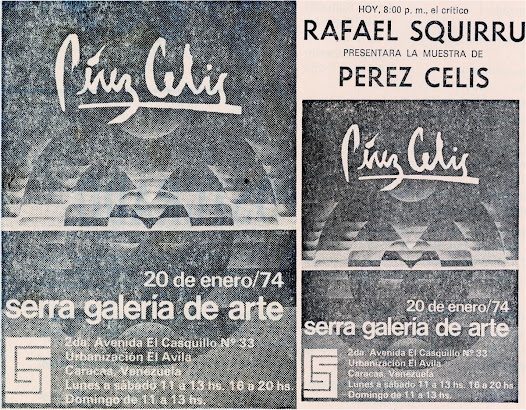 Pérez Celis
20 de enero/74
serra galería de arte
2da. Avenida El Casquillo Nº 33
Urbanización El Avila
Caracas, Venezuela
Lunes a sábado 11 a 13 hs. 16 a 20 hs.
Domingo de 11 a 13 hs.
HOY, 8:00 p. m., el crítico
RAFAEL SQUIRRU
PRESENTARA LA MUESTRA DE
PEREZ CELIS
Pérez Celis
20 de enero/74
serra galería de arte
2da. Avenida El Casquillo Nº 33
Urbanización El Avila
Caracas, Venezuela
Lunes a sábado 11 a 13 hs. 16 a 20 hs.
Domingo de 11 a 13 hs.